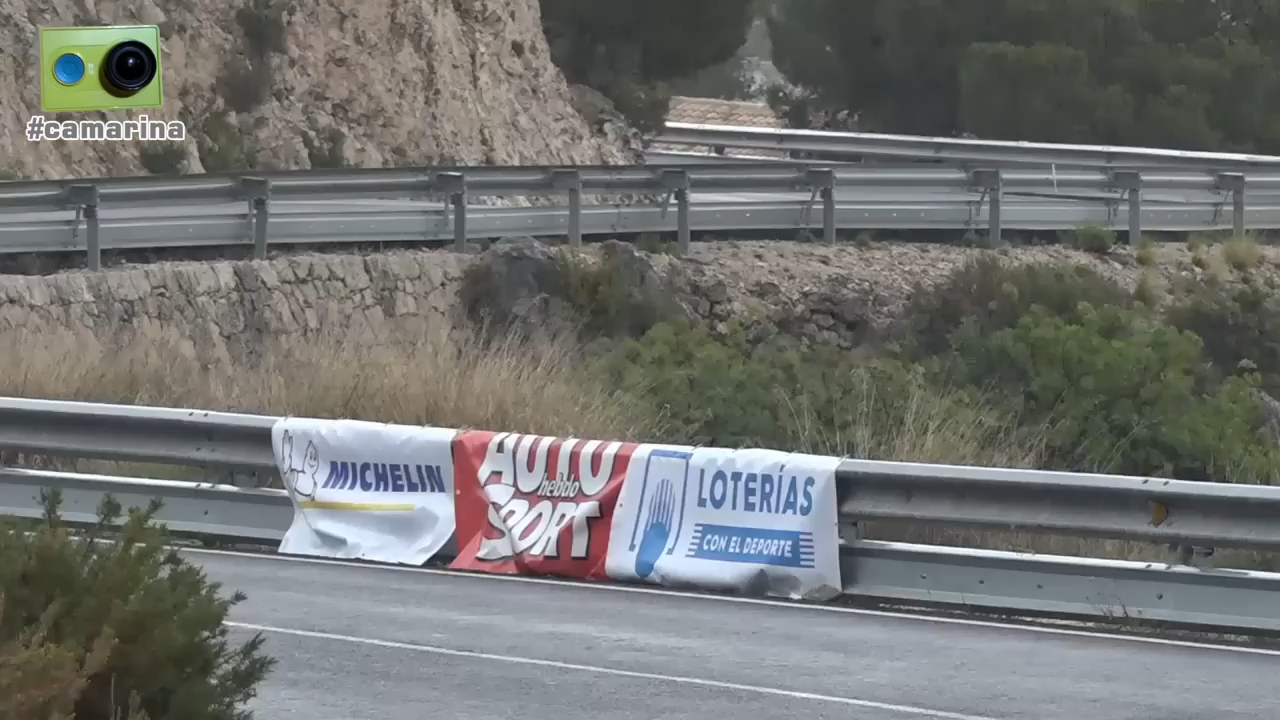 #camarina
MICHELIN
AUTO
hebdo
SPORT
LOTERÍAS
CON EL DEPORTE